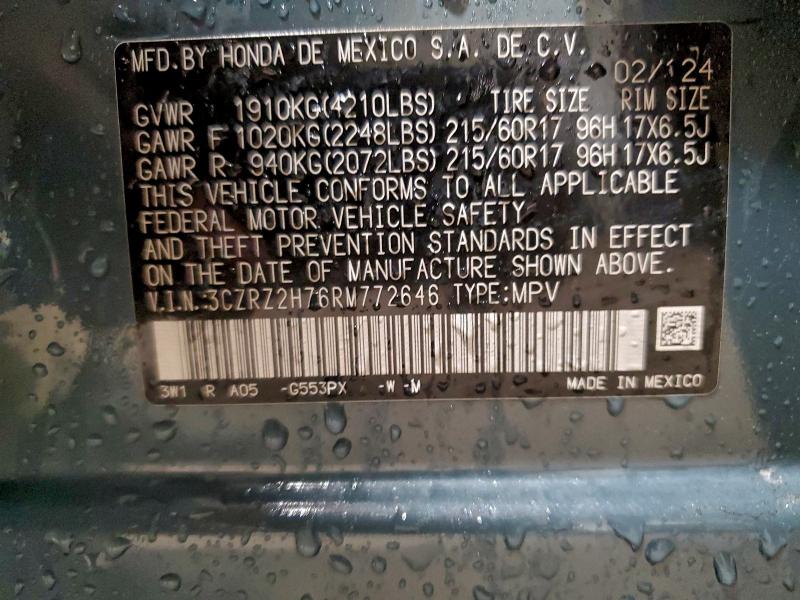 MFD. BY HONDA DE MEXICO S.A. DE C.V.
02/24
TIRE SIZE RIM SIZE
GVWR 1910KG(4210LBS)
GAWR F 1020KG(2248LBS) 215/60R17 96H 17X6.5J
GAWR R 940KG(2072LBS) 215/60R17 96H 17X6.5J
THIS VEHICLE CONFORMS TO ALL APPLICABLE
FEDERAL MOTOR VEHICLE SAFETY
AND THEFT PREVENTION STANDARDS IN EFFECT
ON THE DATE OF MANUFACTURE SHOWN ABOVE.
V.I.N. 3CZRZ2H76RM772646 TYPE:MPV
3W1 R A05 -G553PX -W -M
MADE IN MEXICO